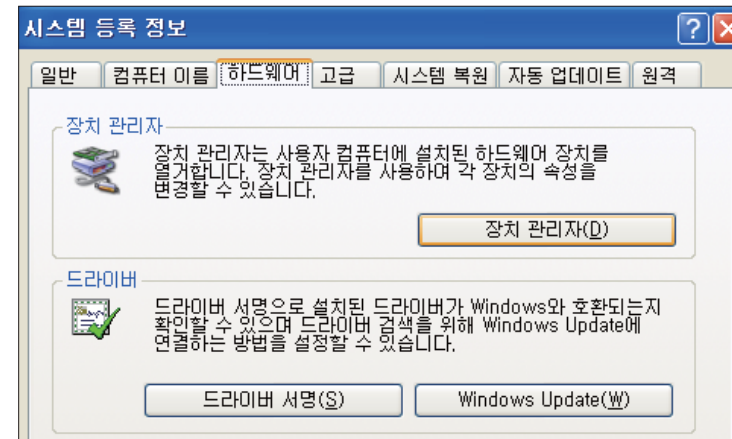 시스템 등록 정보
일반 컴퓨터 이름 하드웨어 고급 시스템 복원 자동 업데이트 원격
장치 관리자
장치 관리자는 사용자 컴퓨터에 설치된 하드웨어 장치를
열거합니다. 장치 관리자를 사용하여 각 장치의 속성을
변경할 수 있습니다.
장치 관리자(D)
드라이버
드라이버 서명으로 설치된 드라이버가 Windows와 호환되는지
확인할 수 있으며 드라이버 검색을 위해 Windows Update에
연결하는 방법을 설정할 수 있습니다.
드라이버 서명(S) Windows Update(W)